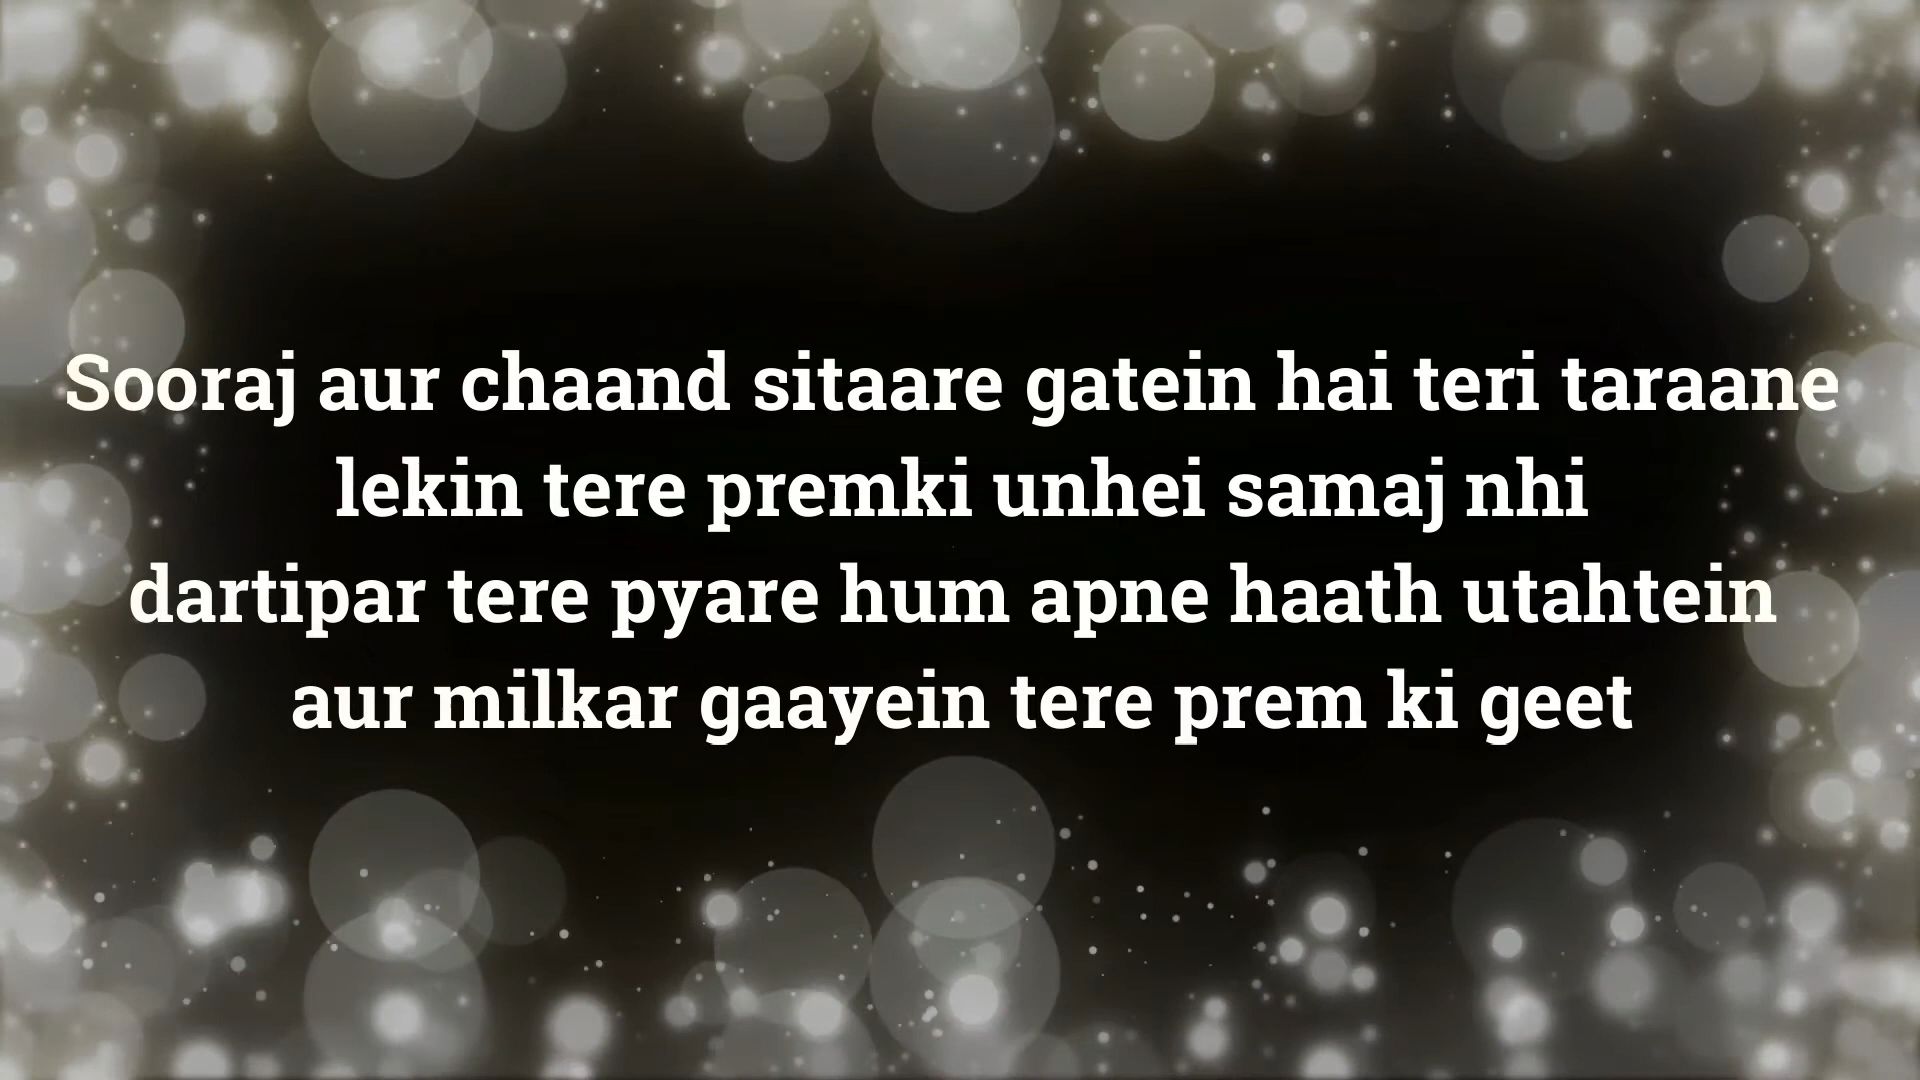 Sooraj aur chaand sitaare gatein hai teri taraane
lekin tere premki unhei samaj nhi
dartipar tere pyare hum apne haath utahtein
aur milkar gaayein tere prem ki geet